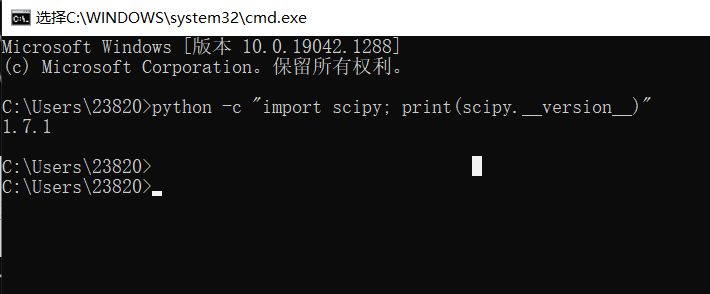 选择C:\WINDOWS\system32\cmd.exe
Microsoft Windows [版本 10.0.19042.1288]
(c) Microsoft Corporation。保留所有权利。
C:\Users\23820>python -c "import scipy; print(scipy.__version__)"
1.7.1
C:\Users\23820>
C:\Users\23820>